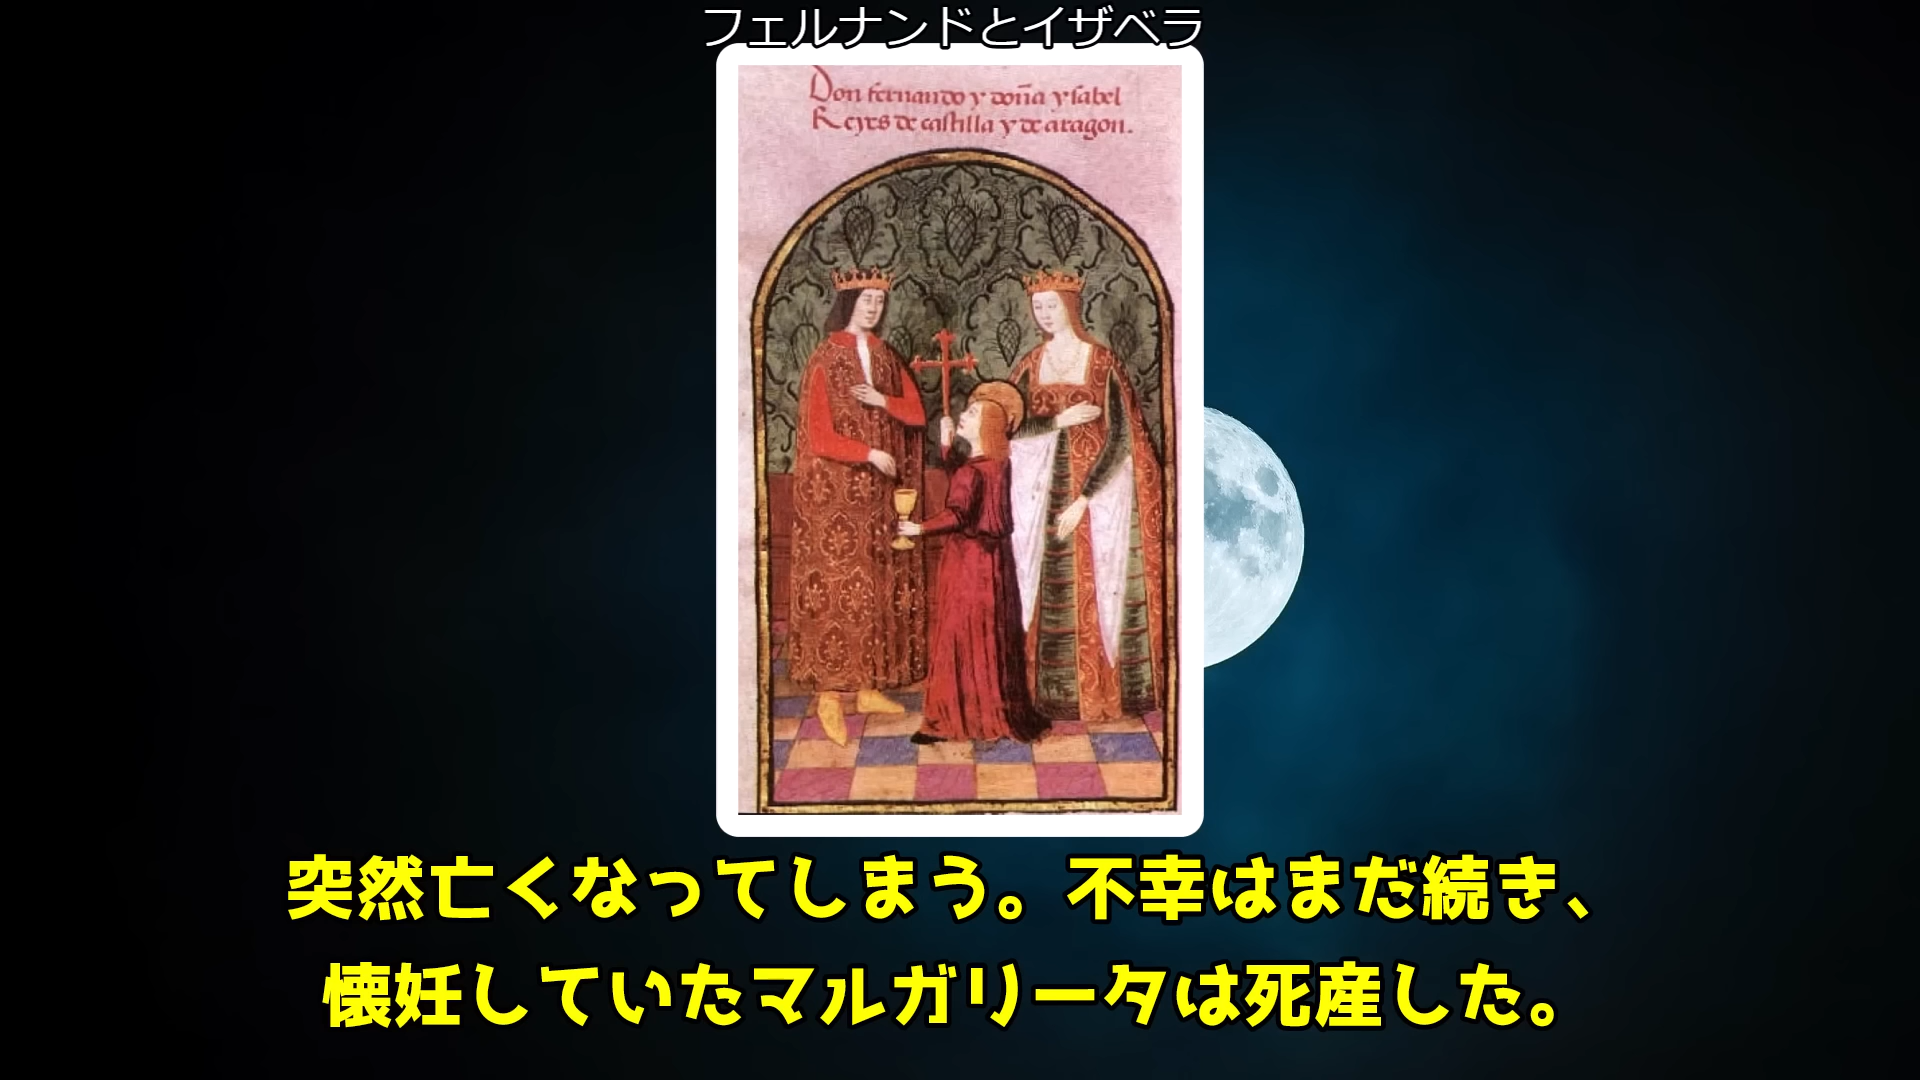 フェルナンドとイザベラ
Don fernando y doña ysabel
Reyes de castilla y de aragon.
突然亡くなってしまう。不幸はまだ続き、
懐妊していたマルガリータは死産した。